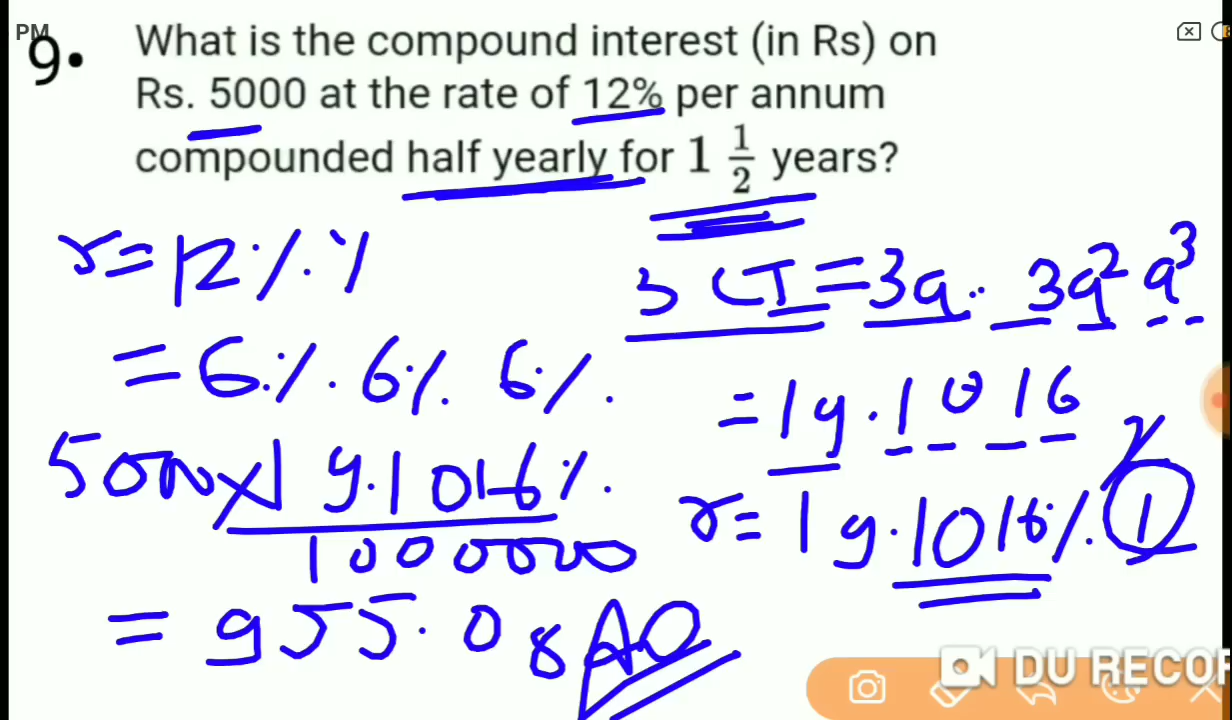 PM
9. What is the compound interest (in Rs) on
Rs. 5000 at the rate of 12% per annum
compounded half yearly for 1 1/2 years?
r = 12%. Y
3 CI = 3a. 3a² a³
= 6%. 6%. 6%.
= 19.1016
5000 x 19.1016%.
1000000
r = 19.1016%. 1
= 955.08
DU RECOR